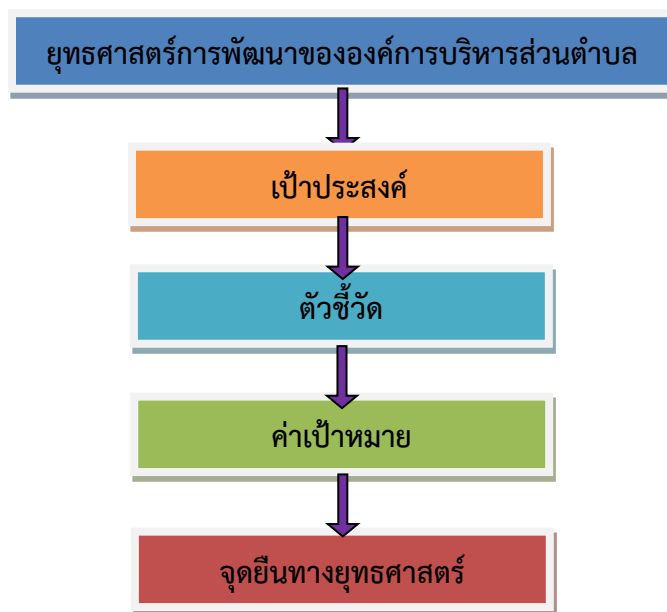 ยุทธศาสตร์การพัฒนาขององค์การบริหารส่วนตำบล
เป้าประสงค์
ตัวชี้วัด
ค่าเป้าหมาย
จุดยืนทางยุทธศาสตร์